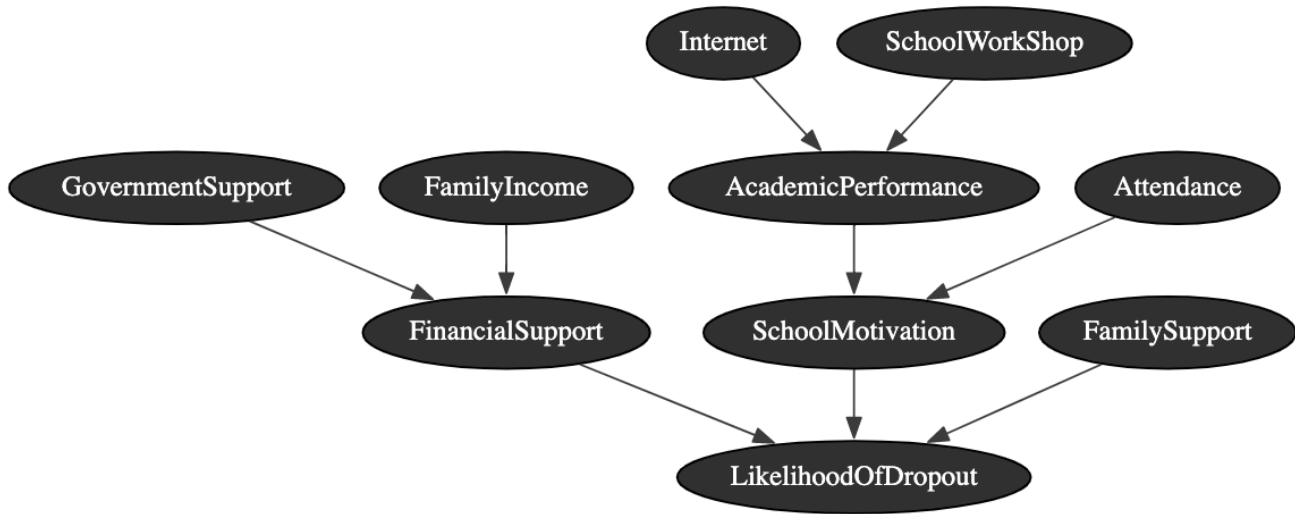 Internet
SchoolWorkShop
GovernmentSupport
FamilyIncome
AcademicPerformance
Attendance
FinancialSupport
SchoolMotivation
FamilySupport
LikelihoodOfDropout